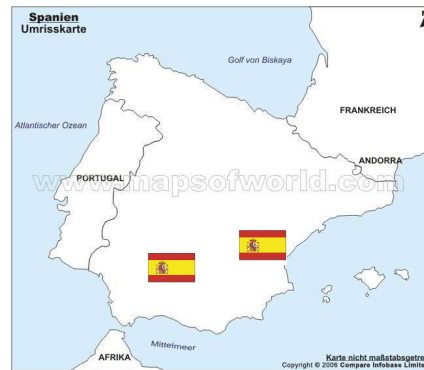 Spanien
Umrisskarte
Golf von Biskaya
FRANKREICH
Atlantischer Ozean
ANDORRA
PORTUGAL
www.mapsofworld.com
Mittelmeer
AFRIKA
Karte nicht maßstabsgetre
Copyright © 2006 Compare Infobase Limite